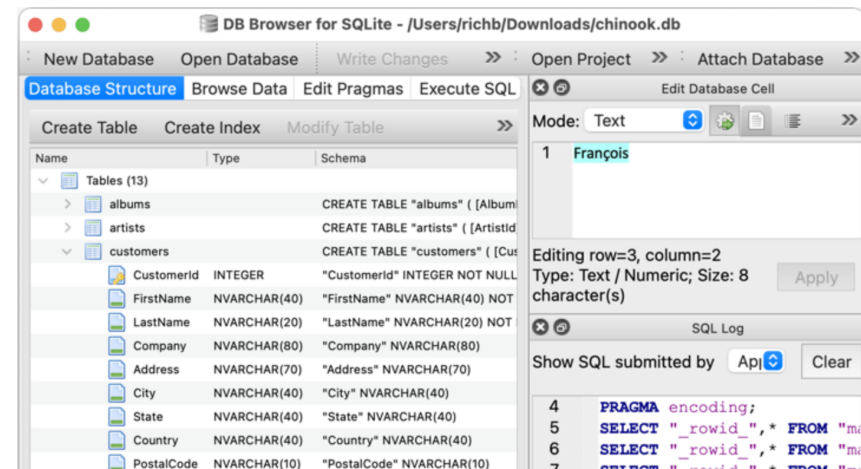 DB Browser for SQLite - /Users/richb/Downloads/chinook.db
New Database Open Database Write Changes » Open Project » Attach Database »
Database Structure Browse Data Edit Pragmas Execute SQL
Create Table Create Index Modify Table »
Name Type Schema
Tables (13)
albums CREATE TABLE "albums" ( [Album
artists CREATE TABLE "artists" ( [ArtistId
customers CREATE TABLE "customers" ( [Cus
CustomerId INTEGER "CustomerId" INTEGER NOT NULL
FirstName NVARCHAR(40) "FirstName" NVARCHAR(40) NOT
LastName NVARCHAR(20) "LastName" NVARCHAR(20) NOT
Company NVARCHAR(80) "Company" NVARCHAR(80)
Address NVARCHAR(70) "Address" NVARCHAR(70)
City NVARCHAR(40) "City" NVARCHAR(40)
State NVARCHAR(40) "State" NVARCHAR(40)
Country NVARCHAR(40) "Country" NVARCHAR(40)
PostalCode NVARCHAR(10) "PostalCode" NVARCHAR(10)
Edit Database Cell
Mode: Text »
1 François
Editing row=3, column=2
Type: Text / Numeric; Size: 8
character(s)
Apply
SQL Log
Show SQL submitted by Ap Clear
4 PRAGMA encoding;
5 SELECT "_rowid_",* FROM "ma
6 SELECT "_rowid_",* FROM "ma